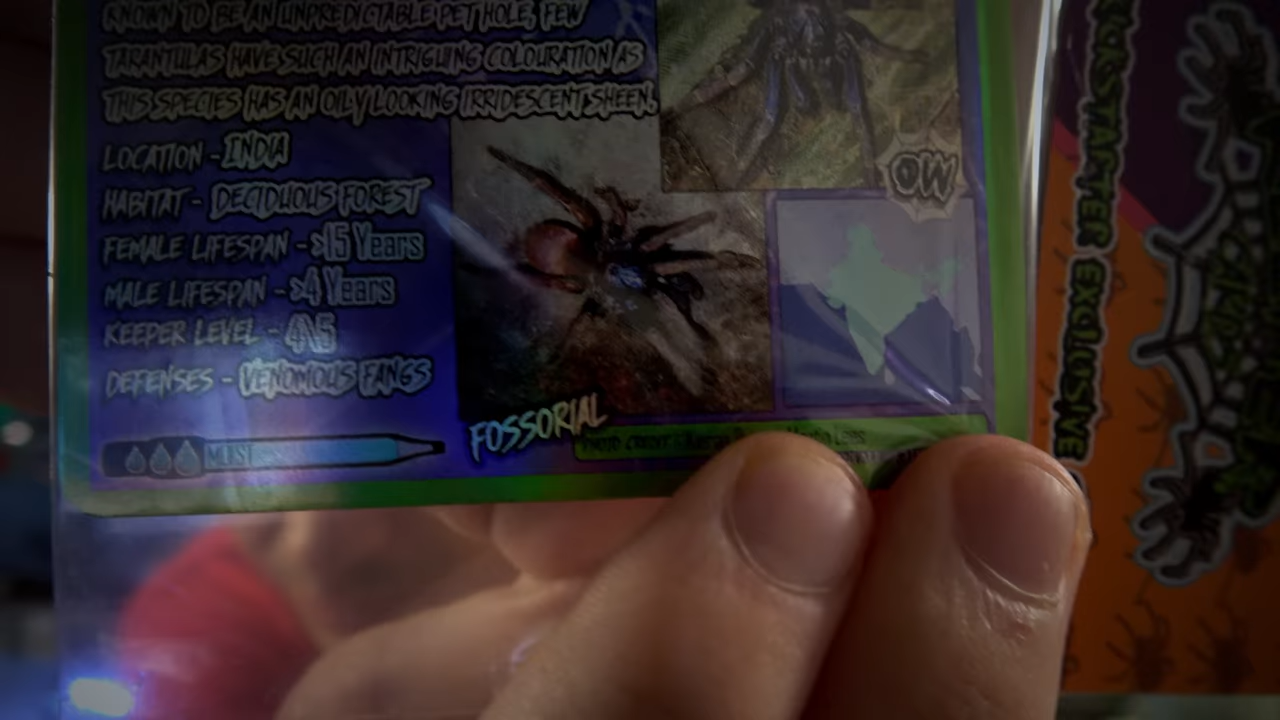 KNOWN TO BE AN UNPREDICTABLE PET HOLE, FEW
TARANTULAS HAVE SUCH AN INTRIGUING COLOURATION AS
THIS SPECIES HAS AN OILY LOOKING IRRIDESCENT SHEEN.
LOCATION - INDIA
HABITAT - DECIDUOUS FOREST
FEMALE LIFESPAN - >15 Years
MALE LIFESPAN - >4 Years
KEEPER LEVEL - 4\5
DEFENSES - VENOMOUS FANGS
MOIST
FOSSORIAL
OW
PHOTO CREDIT
KICKSTARTER EXCLUSIVE